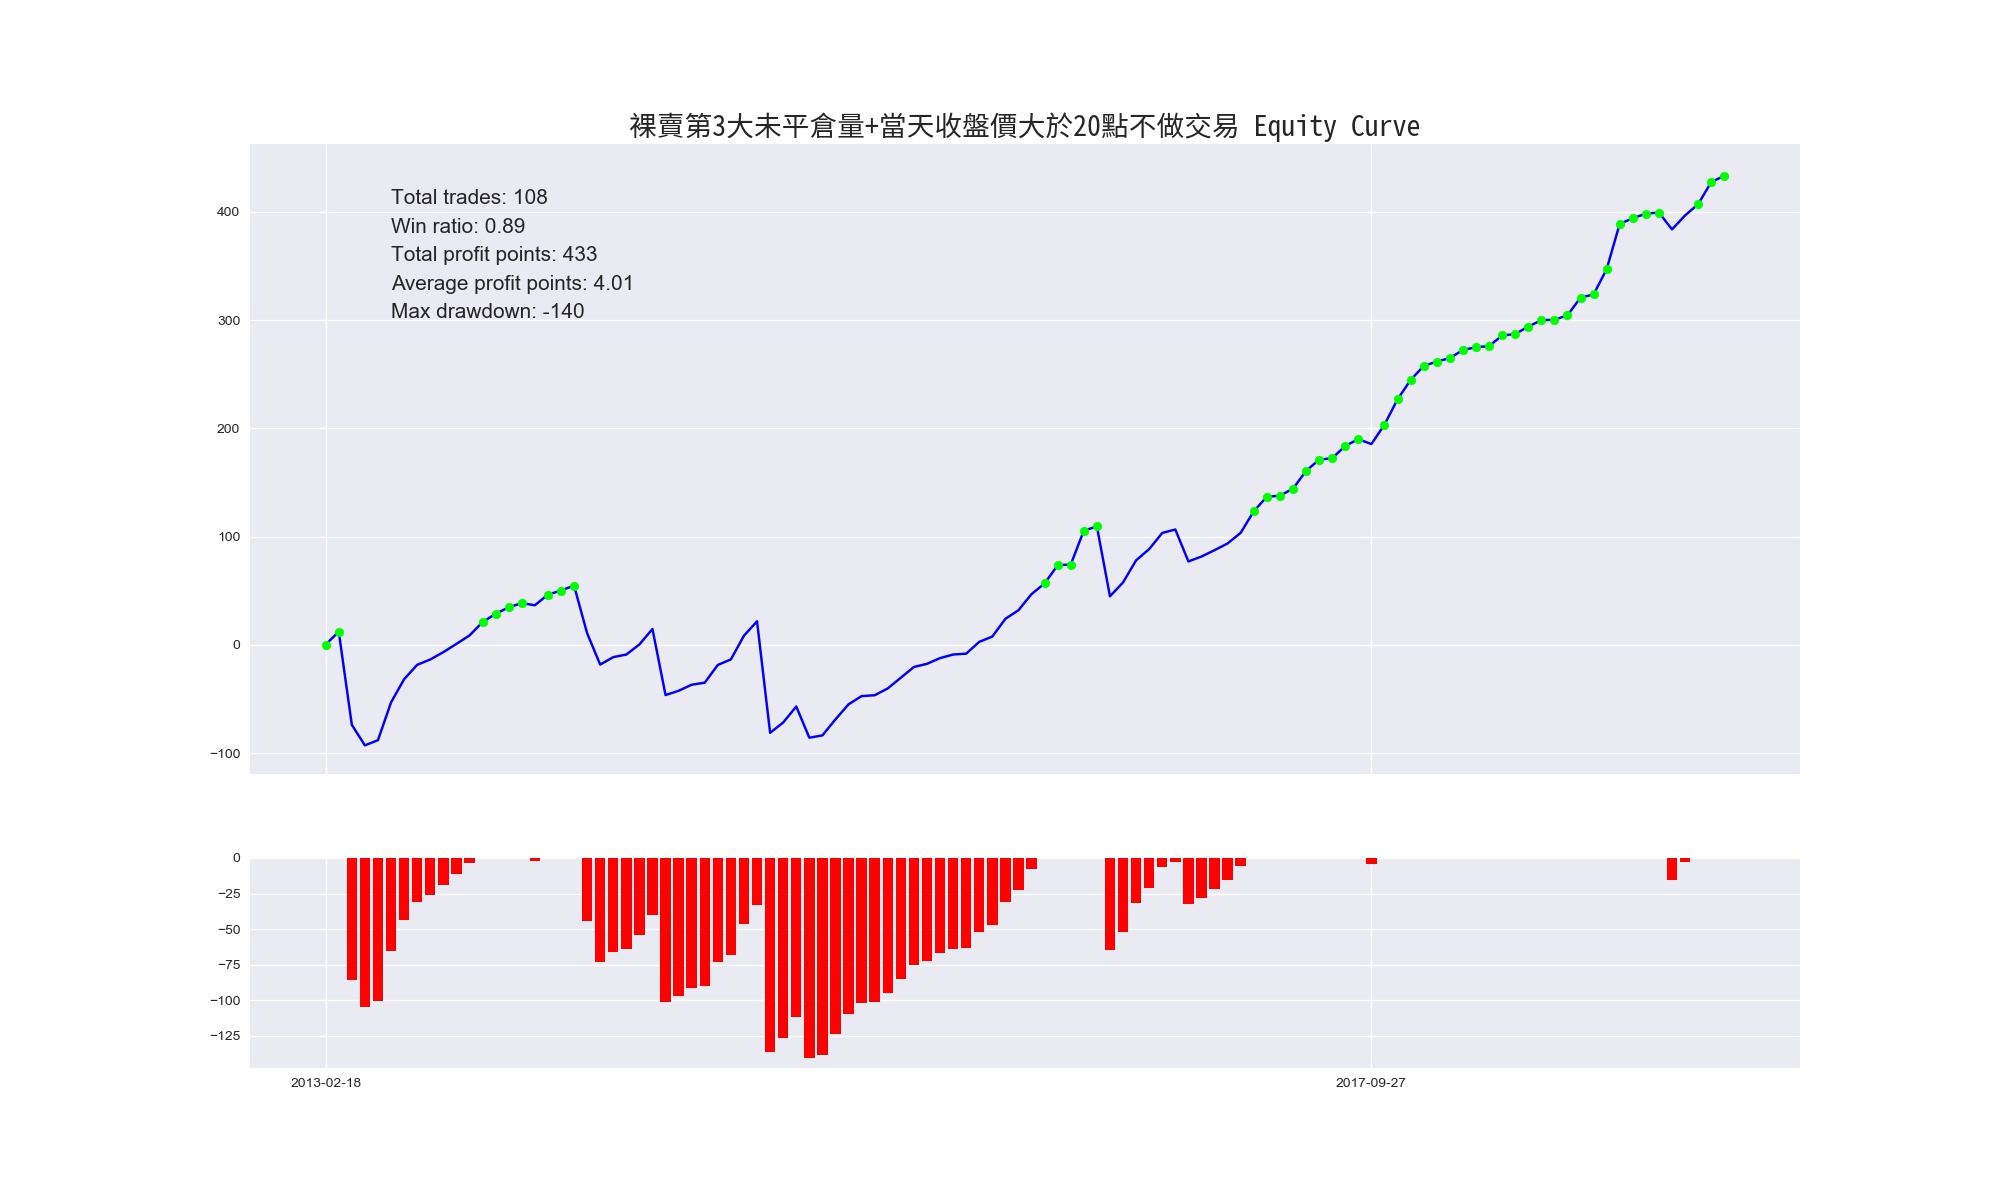 裸賣第3大未平倉量+當天收盤價大於20點不做交易 Equity Curve
Total trades: 108
Win ratio: 0.89
Total profit points: 433
Average profit points: 4.01
Max drawdown: -140
400
300
200
100
0
−100
0
−25
−50
−75
−100
−125
2013-02-18 2017-09-27